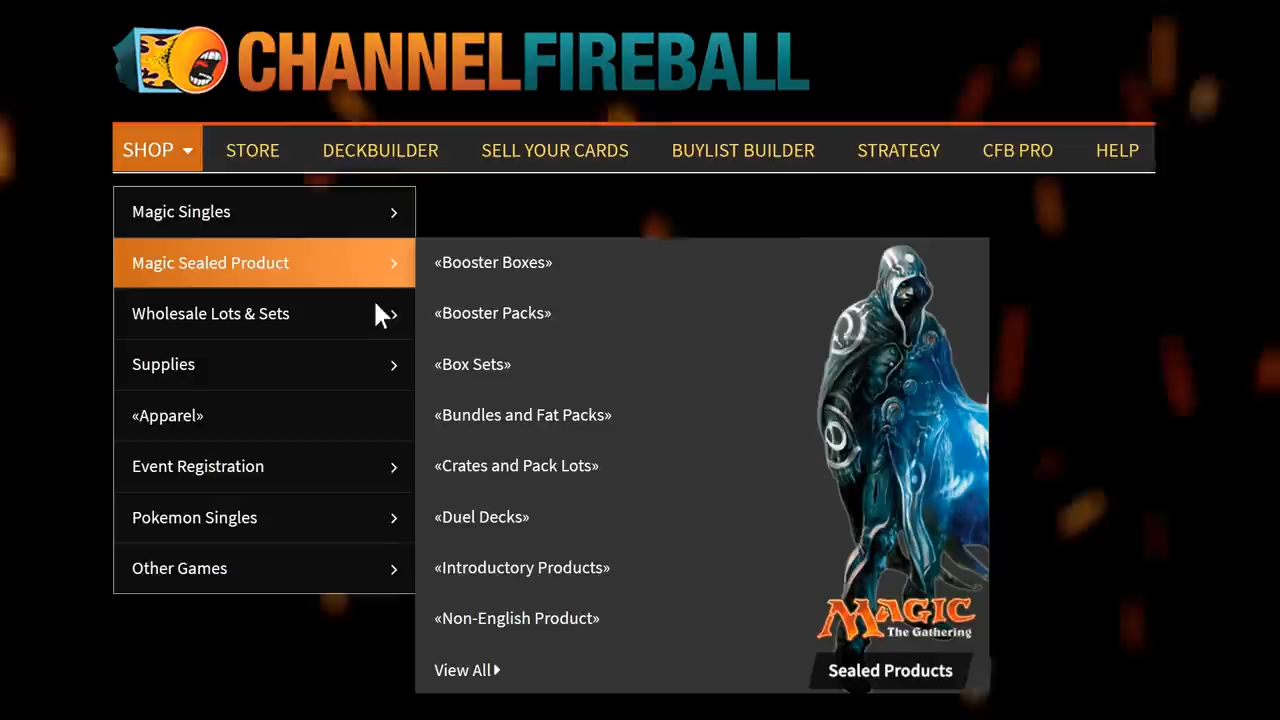 CHANNELFIREBALL
SHOP STORE DECKBUILDER SELL YOUR CARDS BUYLIST BUILDER STRATEGY CFB PRO HELP
Magic Singles
Magic Sealed Product
Wholesale Lots & Sets
Supplies
«Apparel»
Event Registration
Pokemon Singles
Other Games
«Booster Boxes»
«Booster Packs»
«Box Sets»
«Bundles and Fat Packs»
«Crates and Pack Lots»
«Duel Decks»
«Introductory Products»
«Non-English Product»
View All
MAGIC
The Gathering
Sealed Products